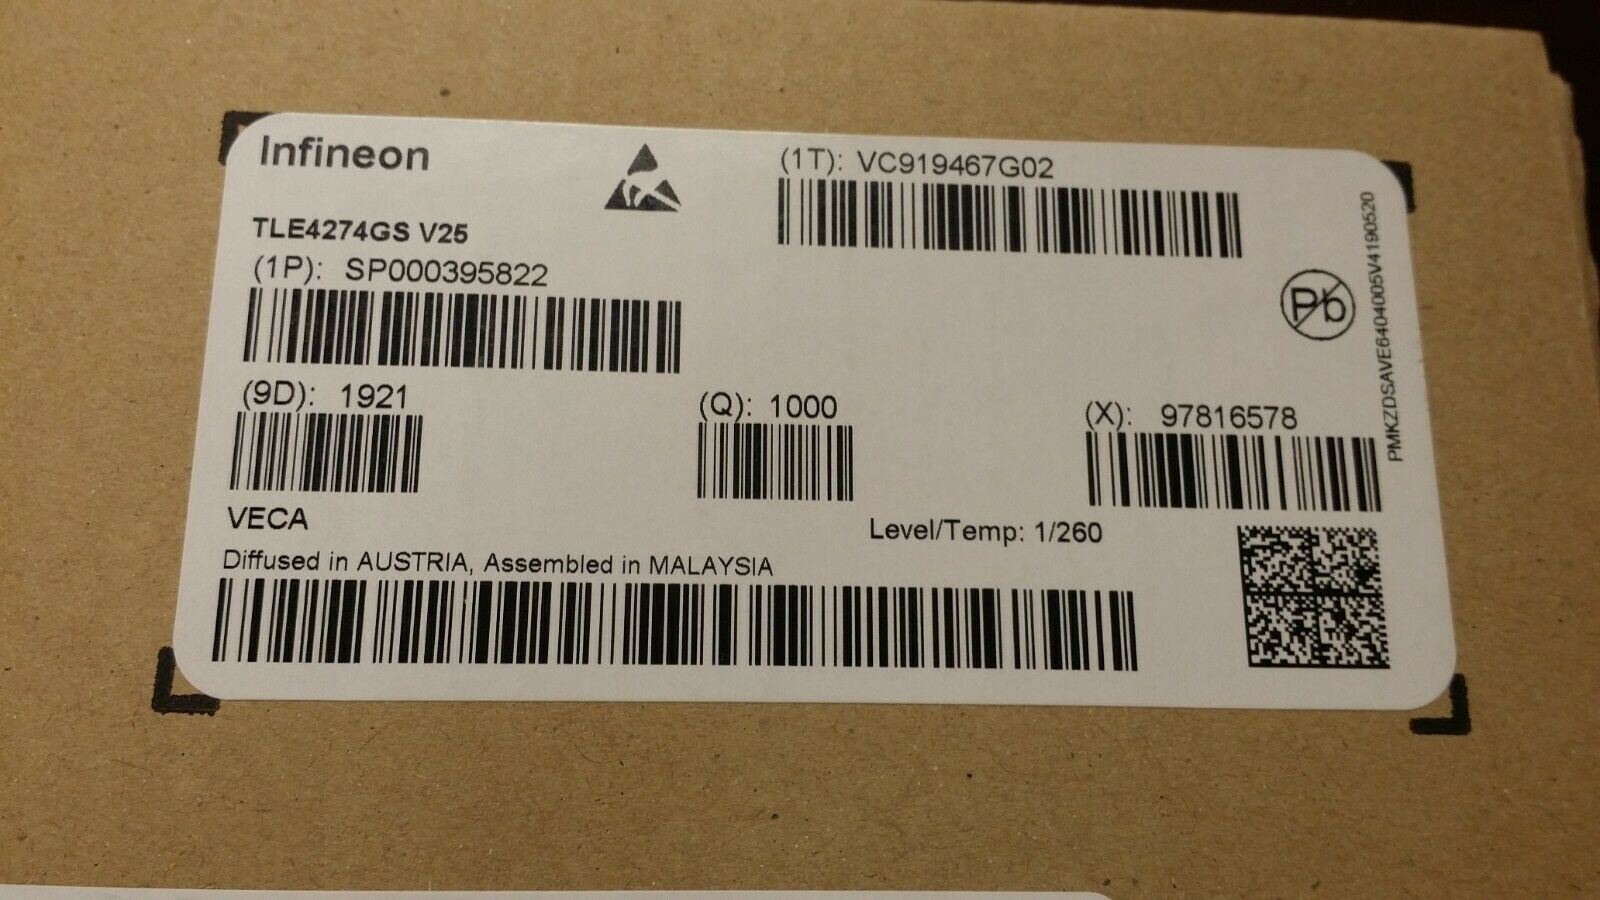 Infineon
(1T): VC919467G02
TLE4274GS V25
(1P): SP000395822
Pb
(9D): 1921
(Q): 1000
(X): 97816578
PMKZDSAVE6404005V4190520
VECA
Level/Temp: 1/260
Diffused in AUSTRIA, Assembled in MALAYSIA